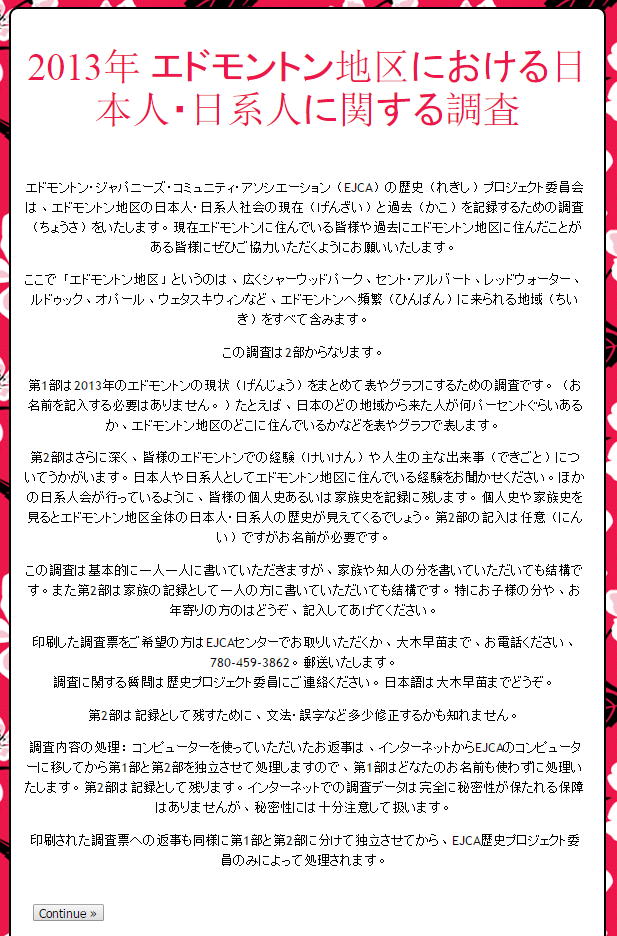 2013年 エドモントン地区における日
本人・日系人に関する調査
エドモントン・ジャパニーズ・コミュニティ・アソシエーション（EJCA）の歴史（れきし）プロジェクト委員会
は、エドモントン地区の日本人・日系人社会の現在（げんざい）と過去（かこ）を記録するための調査
（ちょうさ）をいたします。現在エドモントンに住んでいる皆様や過去にエドモントン地区に住んだことが
ある皆様にぜひご協力いただくようにお願いいたします。
ここで「エドモントン地区」というのは、広くシャーウッドパーク、セント・アルバート、レッドウォーター、
ルドゥック、オパール、ウェタスキウィンなど、エドモントンへ頻繁（ひんぱん）に来られる地域（ちい
き）をすべて含みます。
この調査は2部からなります。
第1部は2013年のエドモントンの現状（げんじょう）をまとめて表やグラフにするための調査です。（お
名前を記入する必要はありません。）たとえば、日本のどの地域から来た人が何パーセントぐらいある
か、エドモントン地区のどこに住んでいるかなどを表やグラフで表します。
第2部はさらに深く、皆様のエドモントンでの経験（けいけん）や人生の主な出来事（できごと）につ
いてうかがいます。日本人や日系人としてエドモントン地区に住んでいる経験をお聞かせください。ほか
の日系人会が行っているように、皆様の個人史あるいは家族史を記録に残します。個人史や家族史を
見るとエドモントン地区全体の日本人・日系人の歴史が見えてくるでしょう。第2部の記入は任意（にん
い）ですがお名前が必要です。
この調査は基本的に一人一人に書いていただきますが、家族や知人の分を書いていただいても結構で
す。また第2部は家族の記録として一人の方に書いていただいても結構です。特にお子様の分や、お
年寄りの方のはどうぞ、記入してあげてください。
印刷した調査票をご希望の方はEJCAセンターでお取りいただくか、大木早苗まで、お電話ください、
780-459-3862。郵送いたします。
調査に関する質問は歴史プロジェクト委員にご連絡ください。日本語は大木早苗までどうぞ。
第2部は記録として残すために、文法・誤字など多少修正するかも知れません。
調査内容の処理：コンピューターを使っていただいたお返事は、インターネットからEJCAのコンピュータ
ーに移してから第1部と第2部を独立させて処理しますので、第1部はどなたのお名前も使わずに処理い
たします。第2部は記録として残ります。インターネットでの調査データは完全に秘密性が保たれる保障
はありませんが、秘密性には十分注意して扱います。
印刷された調査票への返事も同様に第1部と第2部に分けて独立させてから、EJCA歴史プロジェクト委
員のみによって処理されます。
Continue »